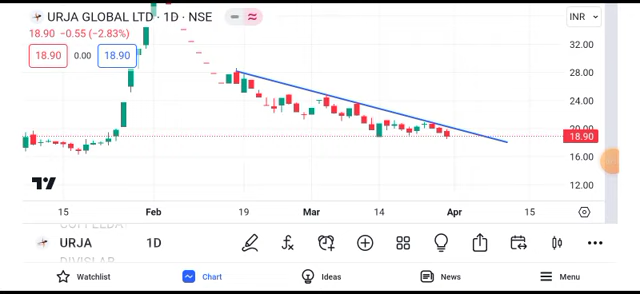 URJA GLOBAL LTD · 1D · NSE
INR
18.90 −0.55 (−2.83%)
18.90 0.00 18.90
32.00
28.00
24.00
20.00
18.90
16.00
12.00
15 Feb 19 Mar 14 Apr 15
URJA 1D
Watchlist Chart Ideas News Menu